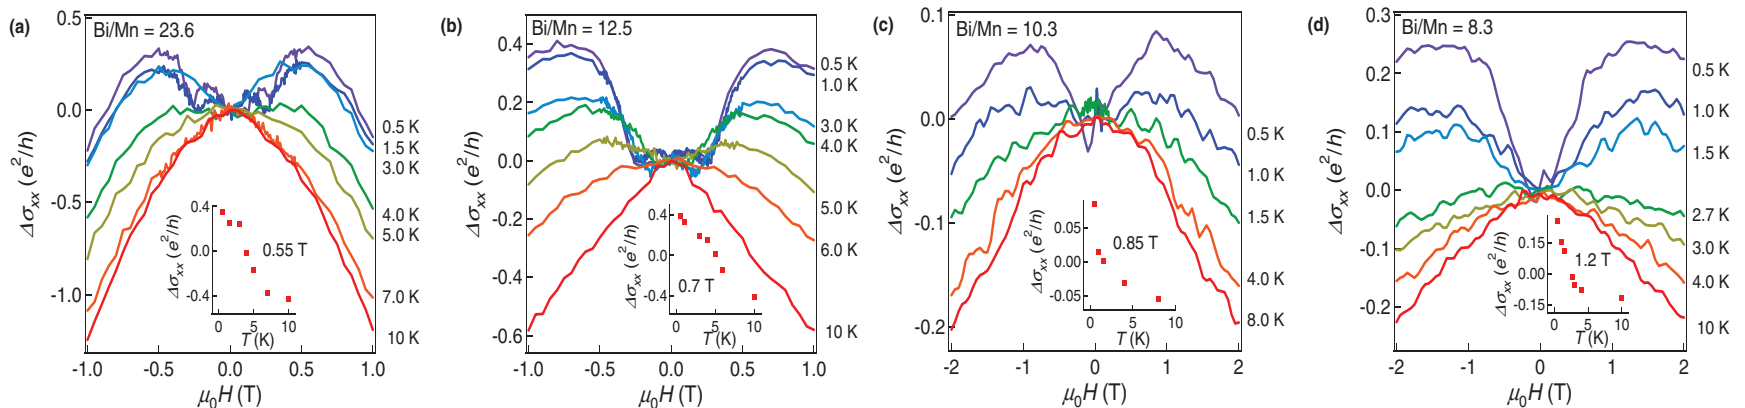 (a)
Bi/Mn = 23.6
0.5
0.0
-0.5
-1.0
Δσxx (e²/h)
0.5 K
1.5 K
3.0 K
4.0 K
5.0 K
7.0 K
10 K
0.4
0.0
-0.4
Δσxx (e²/h)
0.55 T
0 5 10
T (K)
-1.0 -0.5 0.0 0.5 1.0
μ₀H (T)
(b)
Bi/Mn = 12.5
0.4
0.2
0.0
-0.2
-0.4
-0.6
Δσxx (e²/h)
0.5 K
1.0 K
3.0 K
4.0 K
5.0 K
6.0 K
10 K
0.4
0.0
-0.4
Δσxx (e²/h)
0.7 T
0 5 10
T (K)
-1.0 -0.5 0.0 0.5 1.0
μ₀H (T)
(c)
Bi/Mn = 10.3
0.1
0.0
-0.1
-0.2
Δσxx (e²/h)
0.5 K
1.0 K
1.5 K
4.0 K
8.0 K
0.05
0.00
-0.05
Δσxx (e²/h)
0.85 T
0 5 10
T (K)
-2 -1 0 1 2
μ₀H (T)
(d)
Bi/Mn = 8.3
0.3
0.2
0.1
0.0
-0.1
-0.2
Δσxx (e²/h)
0.5 K
1.0 K
1.5 K
2.7 K
3.0 K
4.0 K
10 K
0.15
0.00
-0.15
Δσxx (e²/h)
1.2 T
0 5 10
T (K)
-2 -1 0 1 2
μ₀H (T)